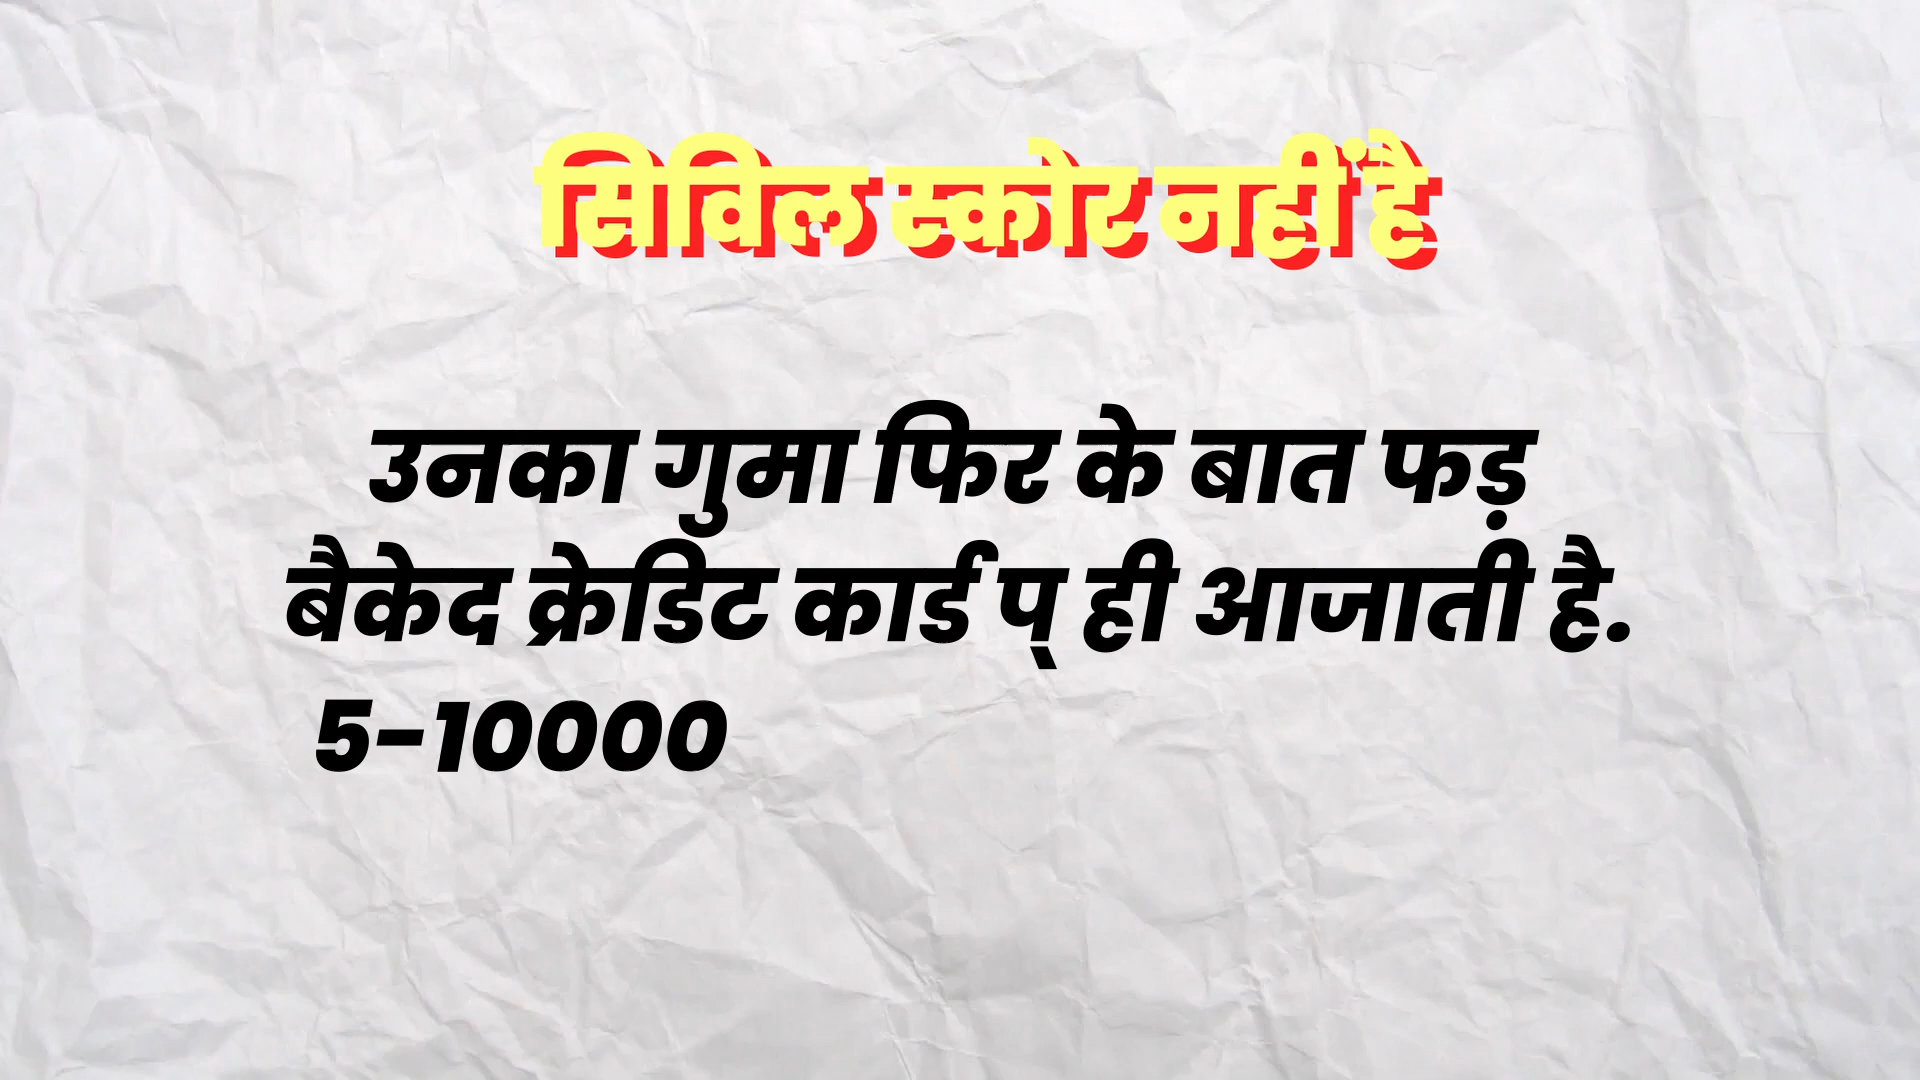 सिविल स्कोर नहीं है
उनका गुमा फिर के बात फड़
बैकेद क्रेडिट कार्ड प् ही आजाती है.
5-10000